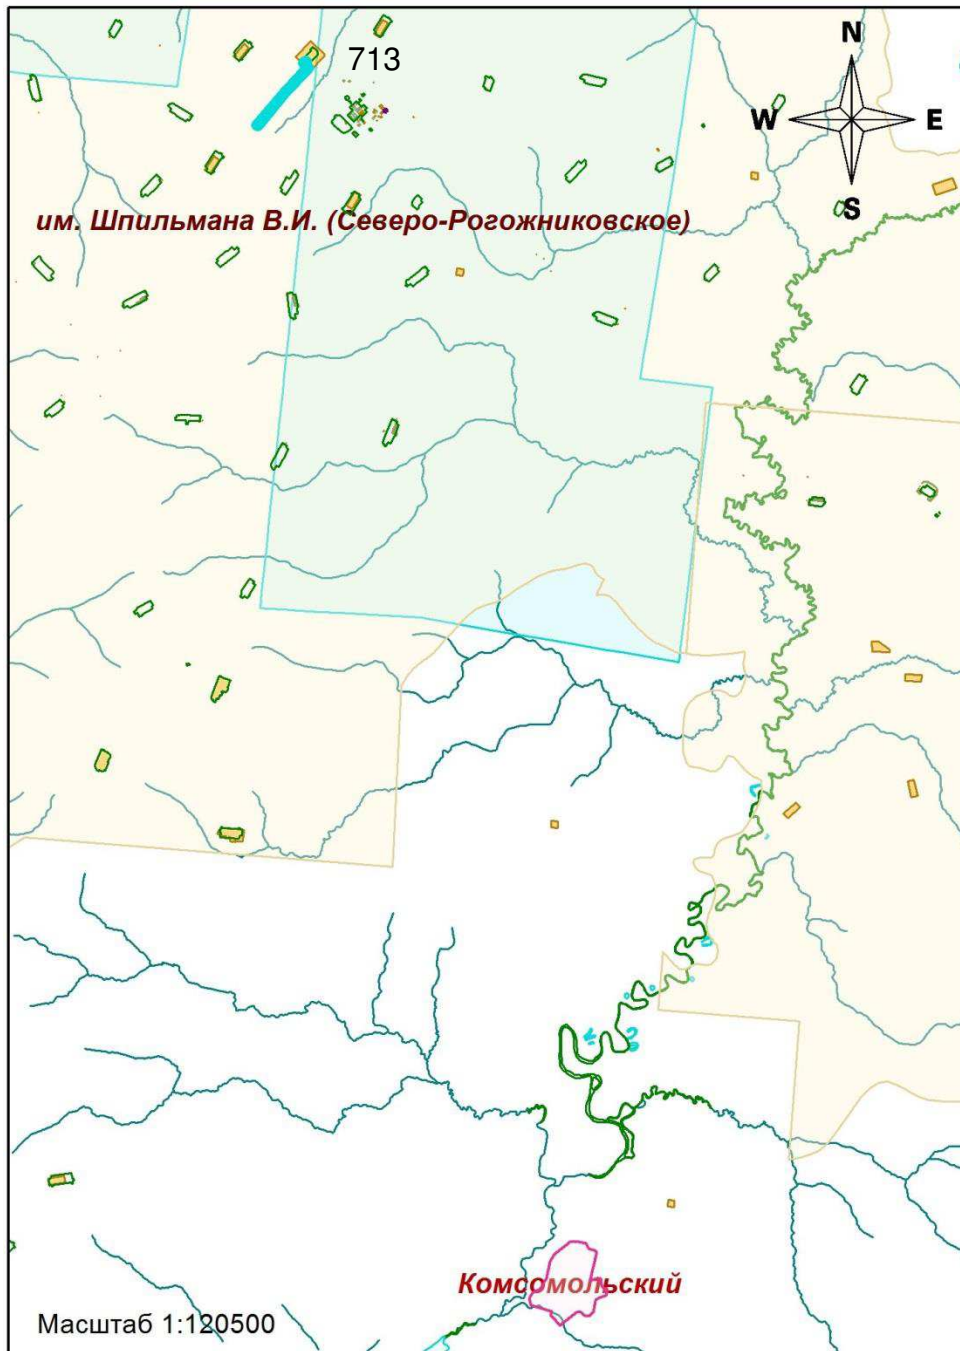 713
N
W E
S
им. Шпильмана В.И. (Северо-Рогожниковское)
Комсомольский
Масштаб 1:120500